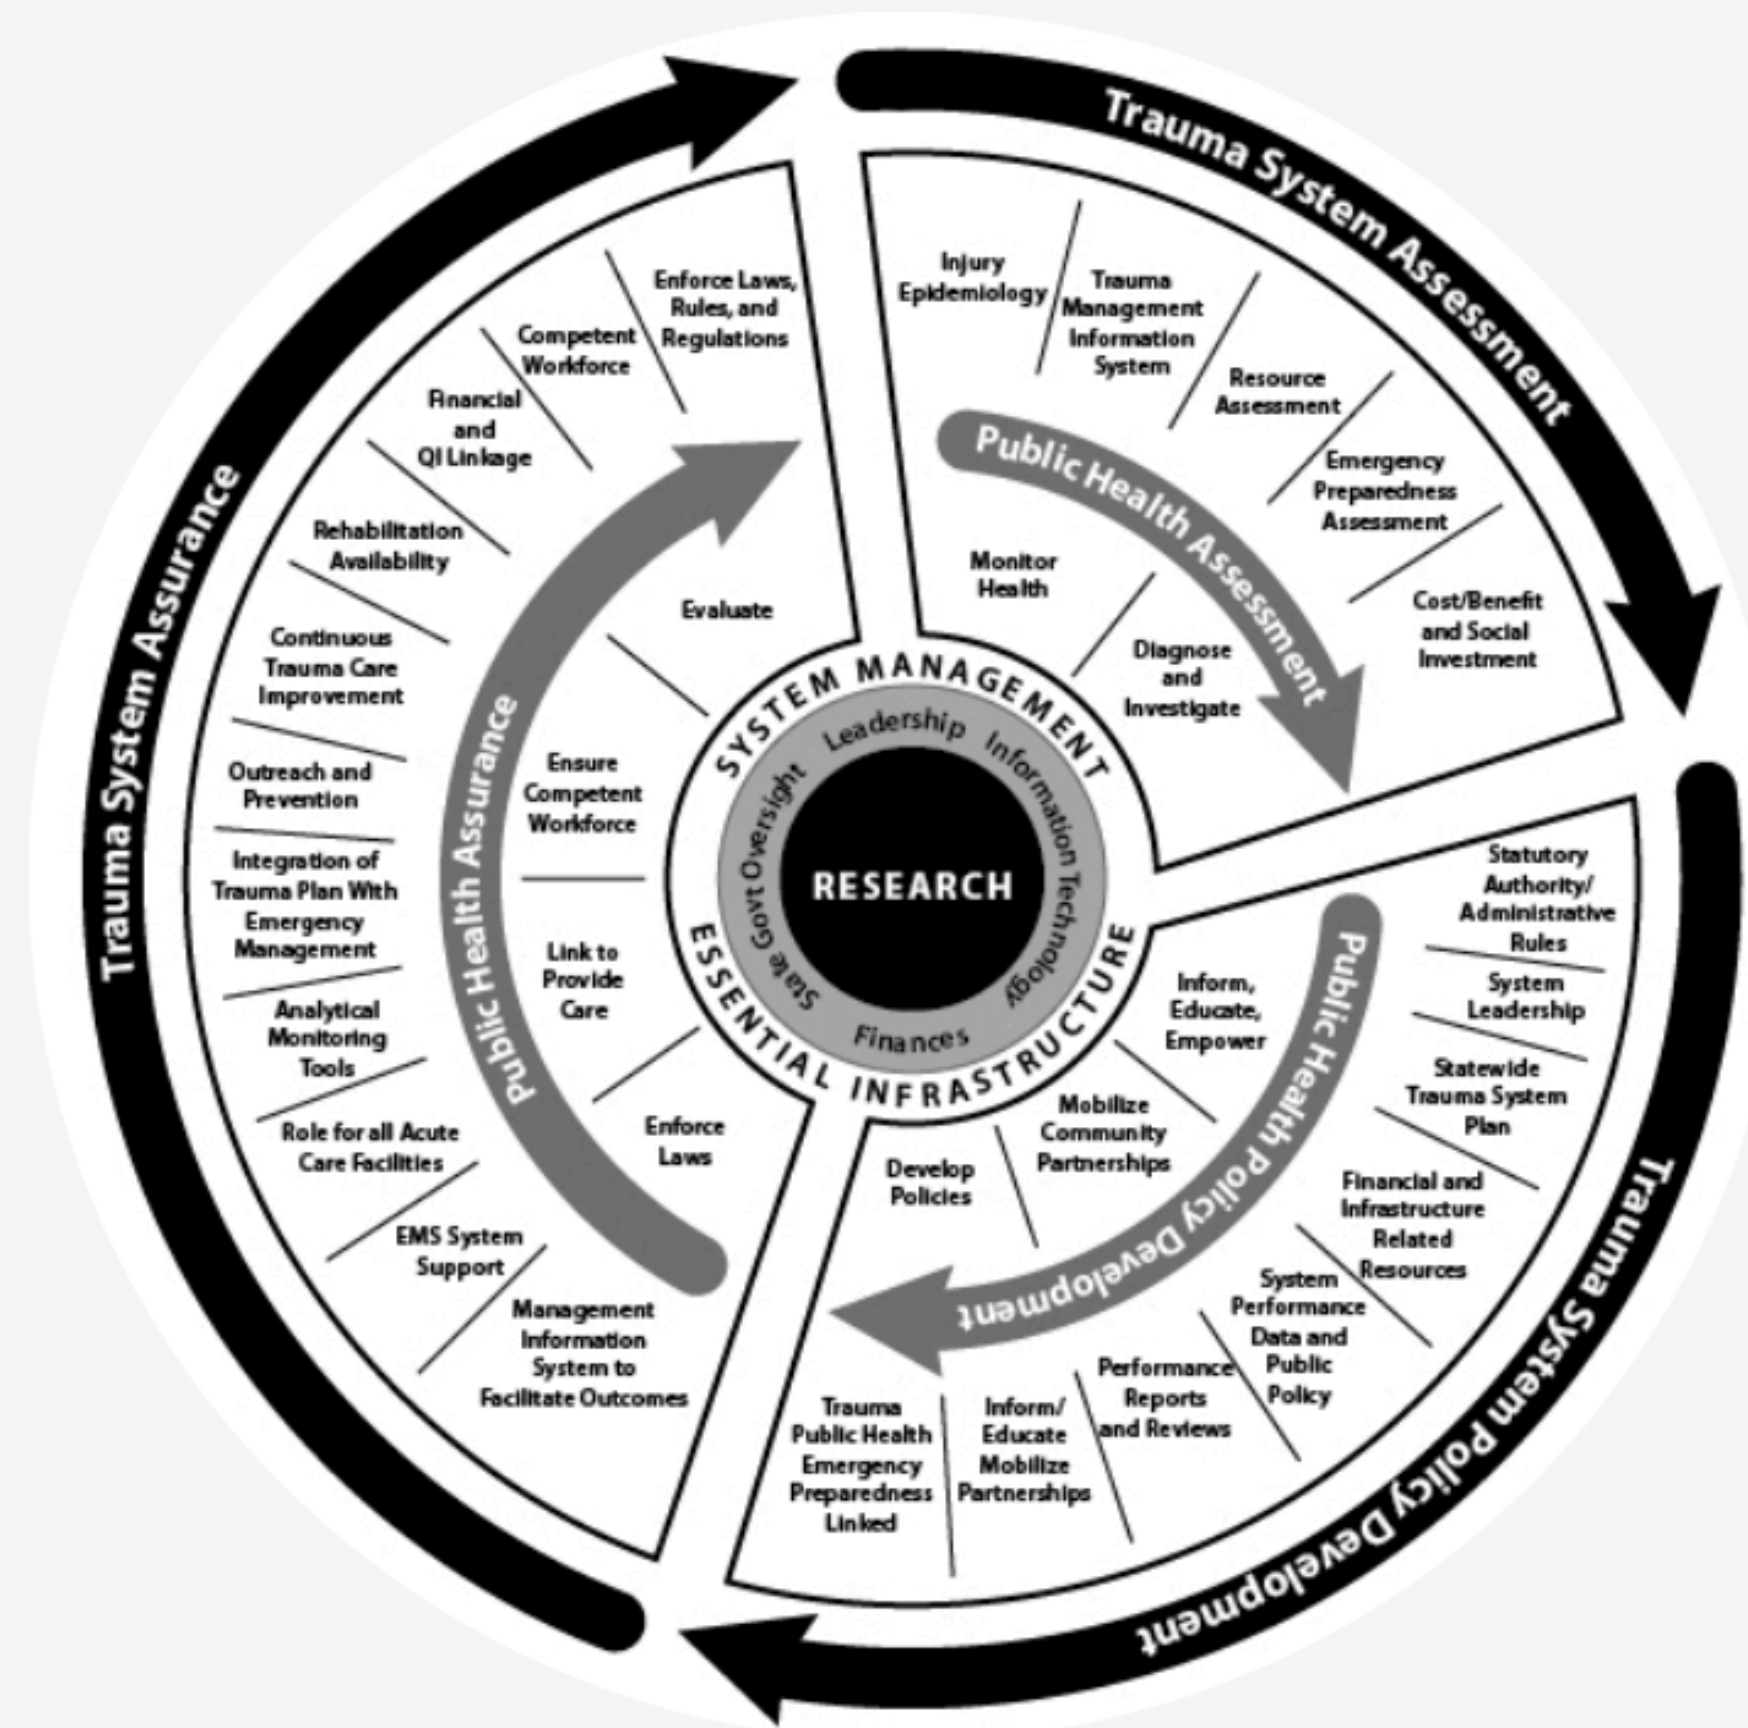 Trauma System Assessment
Injury
Epidemiology
Trauma
Management
Information
System
Resource
Assessment
Emergency
Preparedness
Assessment
Cost/Benefit
and Social
Investment
Public Health Assessment
Monitor
Health
Diagnose
and
Investigate
Trauma System Policy Development
Statutory
Authority/
Administrative
Rules
System
Leadership
Statewide
Trauma System
Plan
Financial and
Infrastructure
Related
Resources
System
Performance
Data and
Public
Policy
Performance
Reports
and Reviews
Inform/
Educate
Mobilize
Partnerships
Trauma
Public Health
Emergency
Preparedness
Linked
Public Health Policy Development
Inform,
Educate,
Empower
Mobilize
Community
Partnerships
Develop
Policies
Trauma System Assurance
Management
Information
System to
Facilitate Outcomes
EMS System
Support
Role for all Acute
Care Facilities
Analytical
Monitoring
Tools
Integration of
Trauma Plan With
Emergency
Management
Outreach and
Prevention
Continuous
Trauma Care
Improvement
Rehabilitation
Availability
Financial
and
QI Linkage
Competent
Workforce
Enforce Laws,
Rules, and
Regulations
Public Health Assurance
Enforce
Laws
Link to
Provide
Care
Ensure
Competent
Workforce
Evaluate
SYSTEM MANAGEMENT
ESSENTIAL INFRASTRUCTURE
Leadership
Information Technology
Finances
State Govt Oversight
RESEARCH